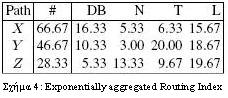 Path # DB N T L
X 66.67 16.33 5.33 6.33 15.67
Y 46.67 10.33 3.00 20.00 18.67
Z 28.33 5.33 13.33 9.67 19.67
Σχήμα 4 : Exponentially aggregated Routing Index